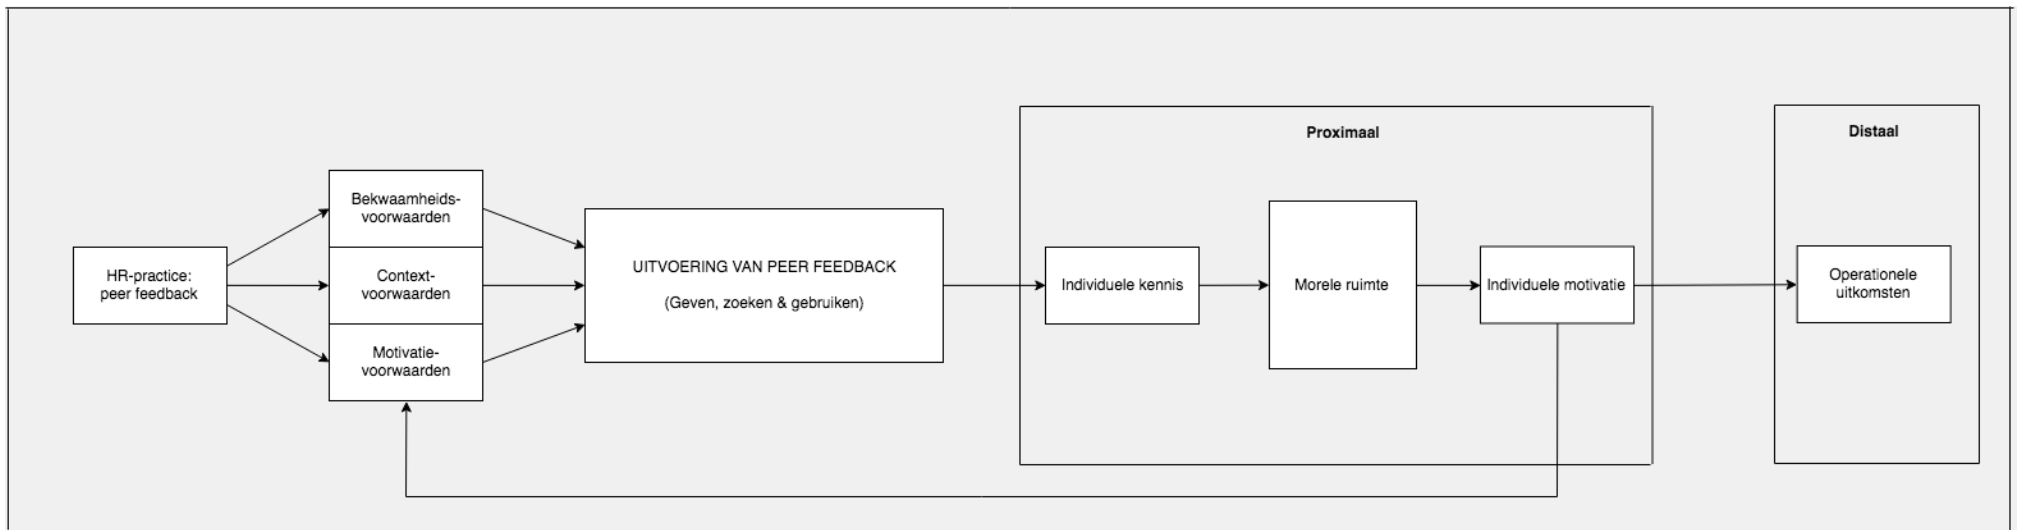 HR-practice:
peer feedback
Bekwaamheids-
voorwaarden
Context-
voorwaarden
Motivatie-
voorwaarden
UITVOERING VAN PEER FEEDBACK
(Geven, zoeken & gebruiken)
Proximaal
Individuele kennis
Morele ruimte
Individuele motivatie
Distaal
Operationele
uitkomsten